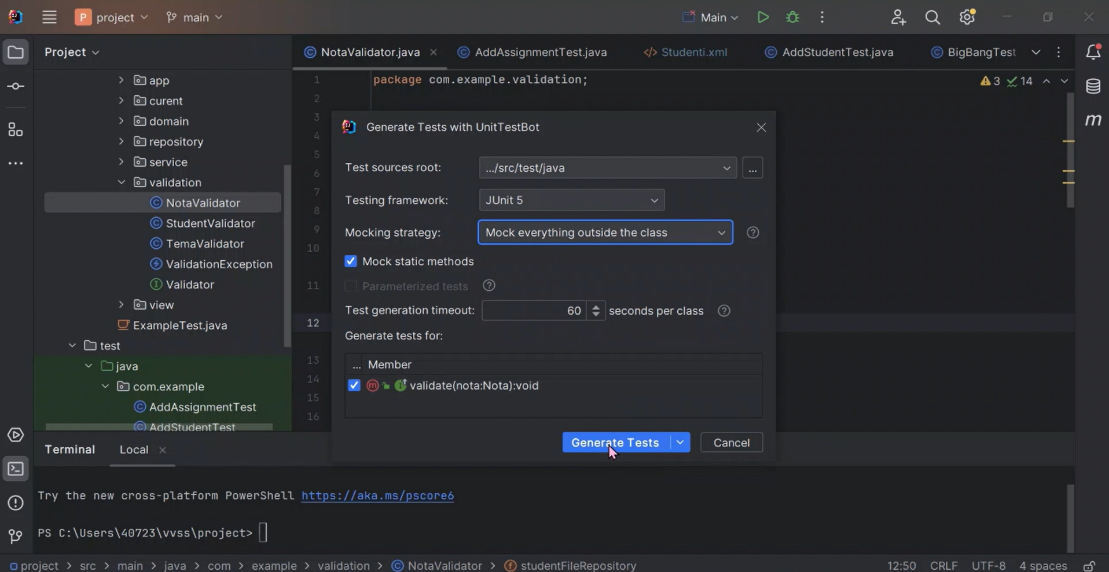 P project main Main
Project
NotaValidator.java AddAssignmentTest.java Studenti.xml AddStudentTest.java BigBangTest
app
curent
domain
repository
service
validation
NotaValidator
StudentValidator
TemaValidator
ValidationException
Validator
view
ExampleTest.java
test
java
com.example
AddAssignmentTest
AddStudentTest
1 package com.example.validation; 3 14
2
3
4
5
6
7
8
9
10
11
12
13
14
15
16
Generate Tests with UnitTestBot
Test sources root: .../src/test/java ...
Testing framework: JUnit 5
Mocking strategy: Mock everything outside the class ?
Mock static methods
Parameterized tests ?
Test generation timeout: 60 seconds per class ?
Generate tests for:
... Member
m validate(nota:Nota):void
Generate Tests Cancel
m
Terminal Local
Try the new cross-platform PowerShell https://aka.ms/pscore6
PS C:\Users\40723\vvss\project>
project > src > main > java > com > example > validation > NotaValidator > studentFileRepository 12:50 CRLF UTF-8 4 spaces